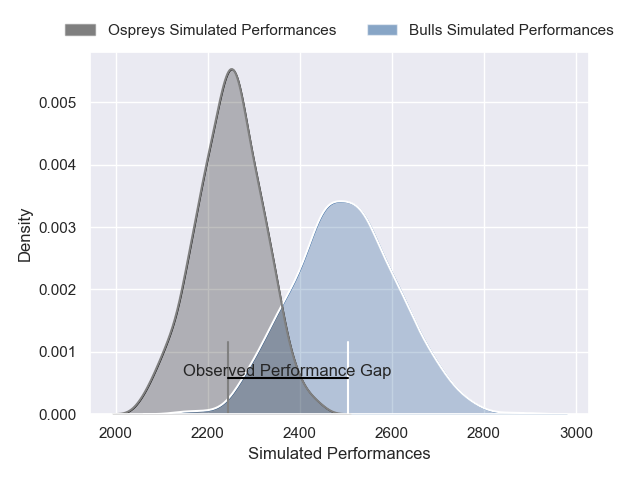 Ospreys Simulated Performances
Bulls Simulated Performances
0.005
0.004
0.003
0.002
0.001
0.000
Density
Observed Performance Gap
2000
2200
2400
2600
2800
3000
Simulated Performances